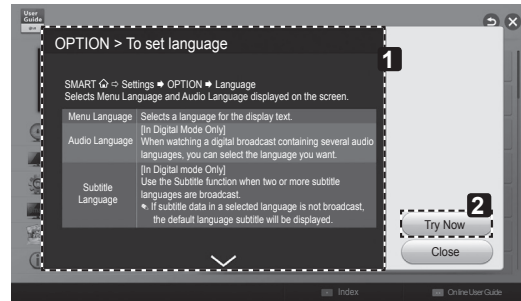 User
Guide
OPTION > To set language
1
SMART ⇨ Settings ➡ OPTION ➡ Language
Selects Menu Language and Audio Language displayed on the screen.
Menu Language Selects a language for the display text.
Audio Language
[In Digital Mode Only]
When watching a digital broadcast containing several audio
languages, you can select the language you want.
Subtitle
Language
[In Digital mode Only]
Use the Subtitle function when two or more subtitle
languages are broadcast.
If subtitle data in a selected language is not broadcast,
the default language subtitle will be displayed.
2
Try Now
Close
Index
Online User Guide